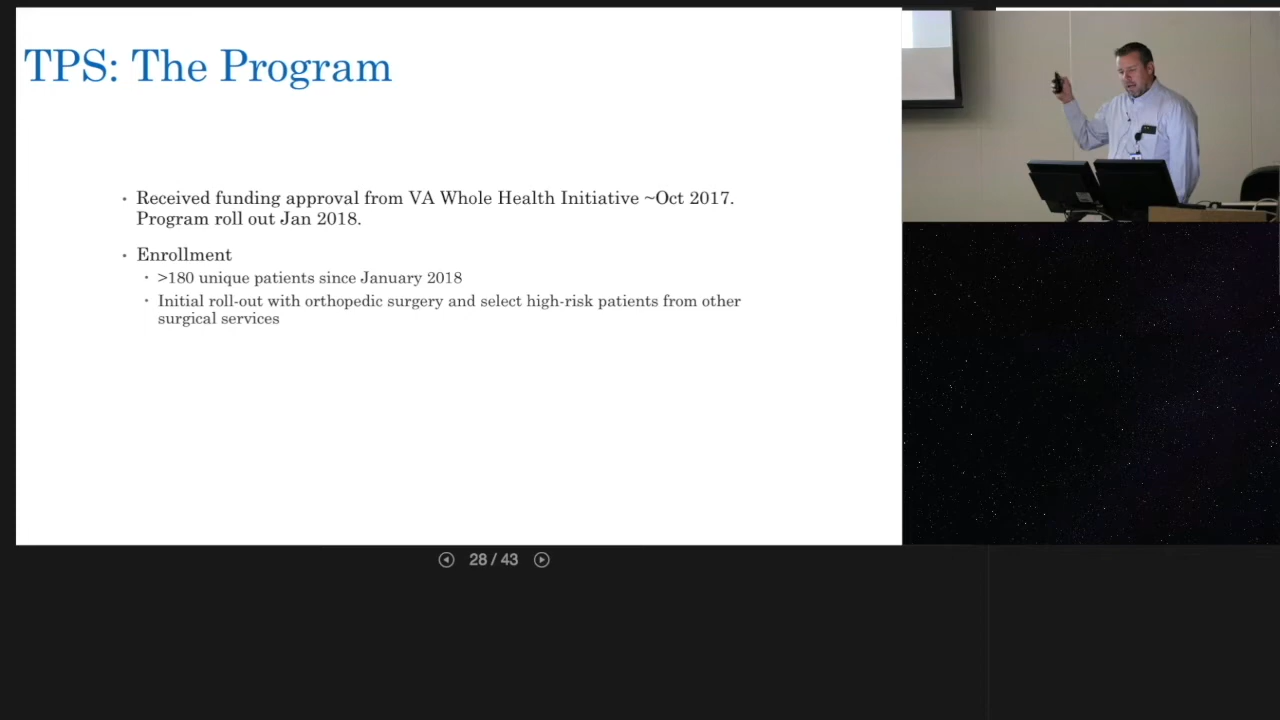 TPS: The Program
• Received funding approval from VA Whole Health Initiative ~Oct 2017.
Program roll out Jan 2018.
• Enrollment
• >180 unique patients since January 2018
• Initial roll-out with orthopedic surgery and select high-risk patients from other
surgical services
28 / 43